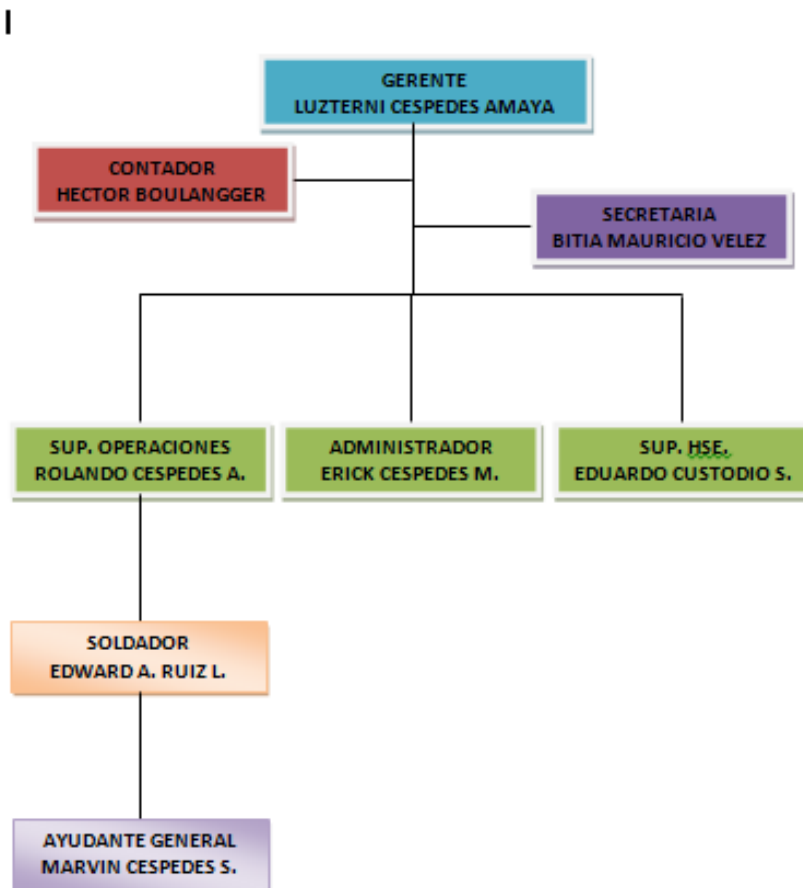 I
GERENTE
LUZTERNI CESPEDES AMAYA
CONTADOR
HECTOR BOULANGGER
SECRETARIA
BITIA MAURICIO VELEZ
SUP. OPERACIONES
ROLANDO CESPEDES A.
ADMINISTRADOR
ERICK CESPEDES M.
SUP. HSE.
EDUARDO CUSTODIO S.
SOLDADOR
EDWARD A. RUIZ L.
AYUDANTE GENERAL
MARVIN CESPEDES S.